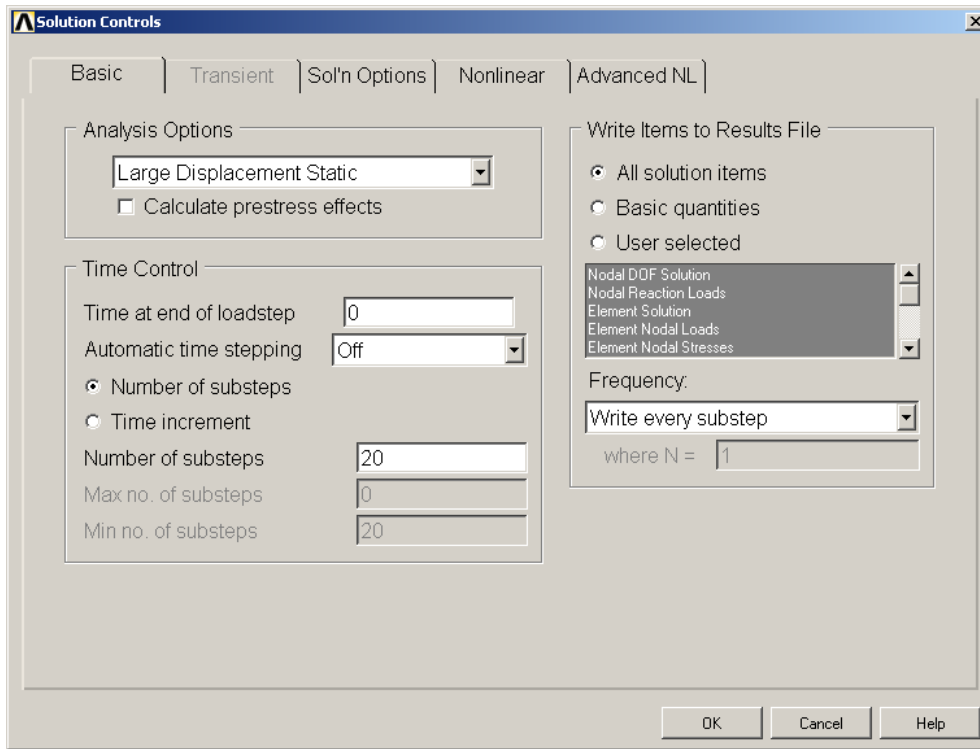 Solution Controls
Basic
Transient
Sol'n Options
Nonlinear
Advanced NL
Analysis Options
Large Displacement Static
Calculate prestress effects
Time Control
Time at end of loadstep 0
Automatic time stepping Off
Number of substeps
Time increment
Number of substeps 20
Max no. of substeps 0
Min no. of substeps 20
Write Items to Results File
All solution items
Basic quantities
User selected
Nodal DOF Solution
Nodal Reaction Loads
Element Solution
Element Nodal Loads
Element Nodal Stresses
Frequency:
Write every substep
where N = 1
OK
Cancel
Help